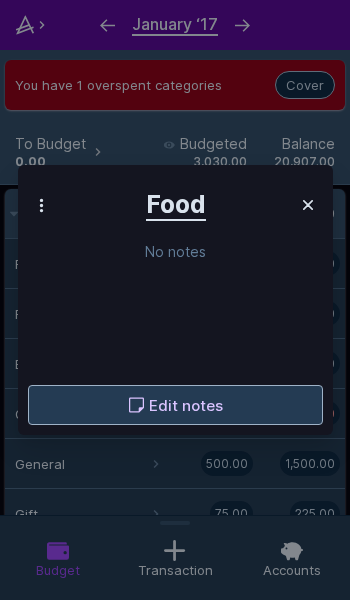 January ‘17
You have 1 overspent categories
Cover
To Budget
Budgeted
Balance
0.00
3,030.00
20,907.00
Food
No notes
Edit notes
General
500.00
1,500.00
Gift
75.00
225.00
Budget
Transaction
Accounts